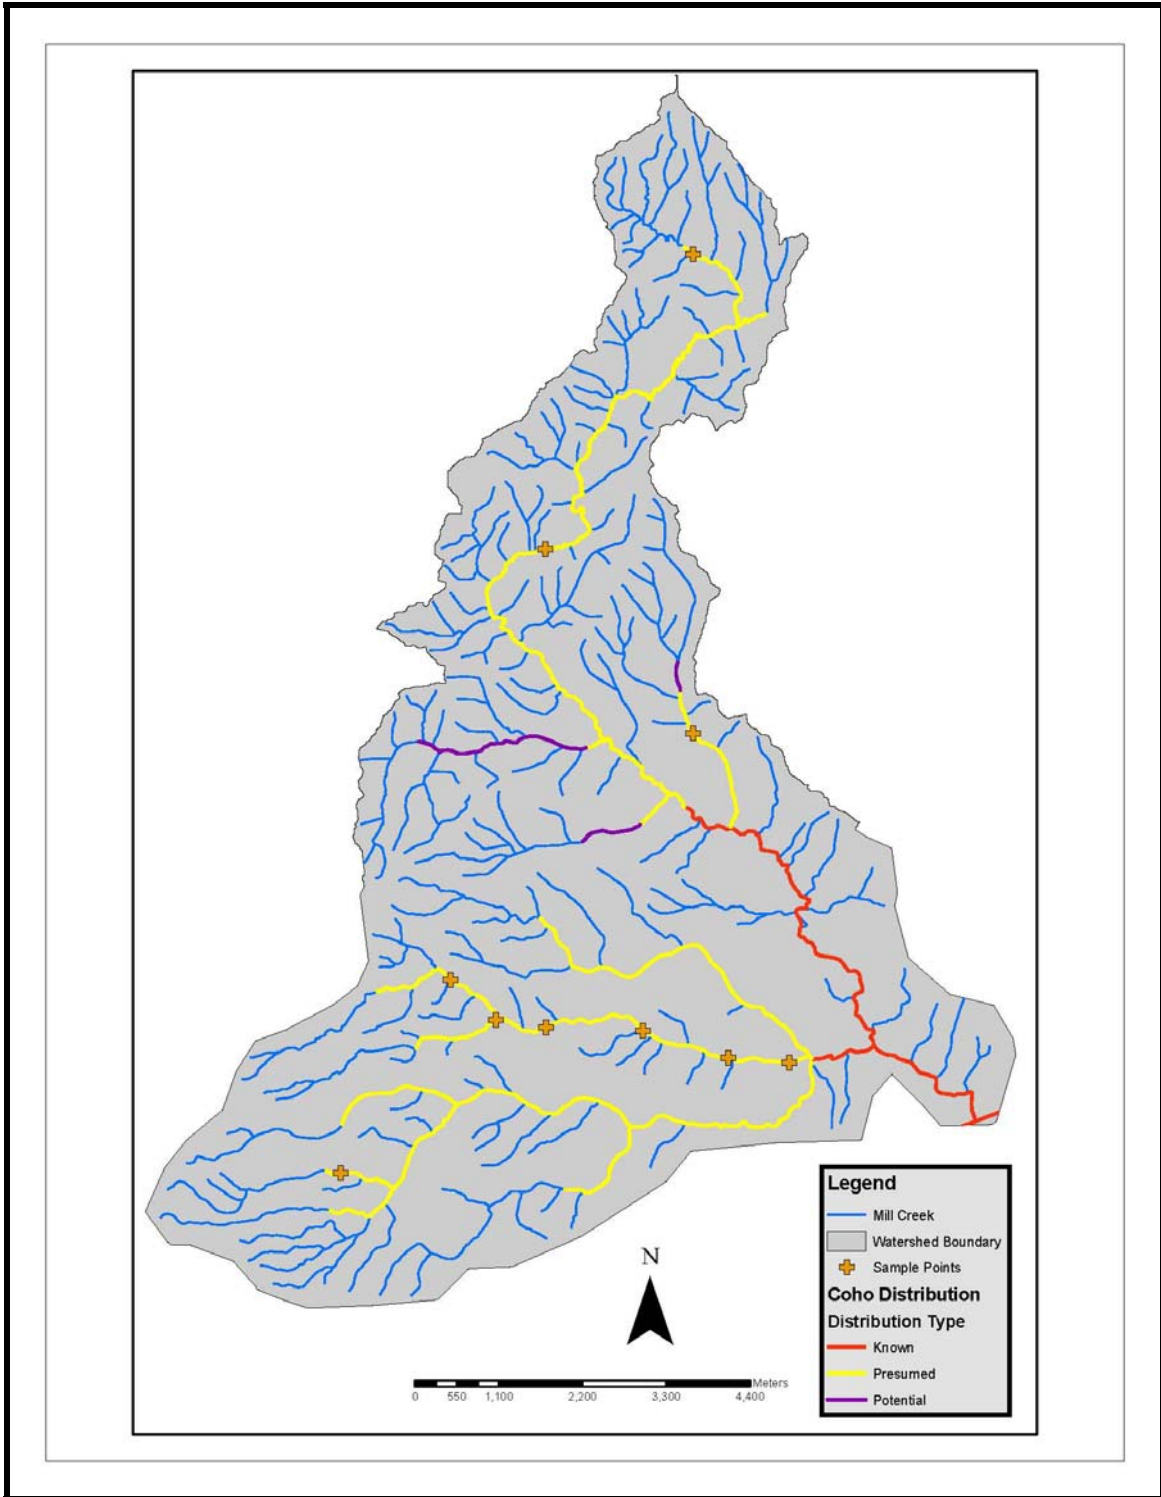 Legend
Mill Creek
Watershed Boundary
Sample Points
Coho Distribution
Distribution Type
Known
Presumed
Potential
N
Meters
0 550 1,100 2,200 3,300 4,400